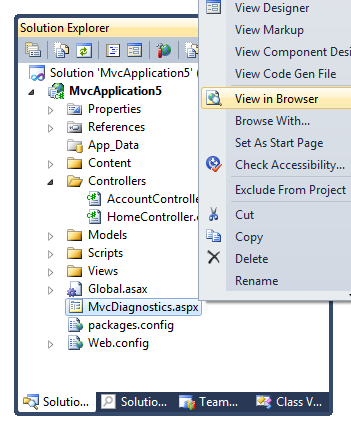 Solution Explorer
Solution 'MvcApplication5' (
MvcApplication5
Properties
References
App_Data
Content
Controllers
AccountControlle
HomeController.
Models
Scripts
Views
Global.asax
MvcDiagnostics.aspx
packages.config
Web.config
View Designer
View Markup
View Component Desi
View Code Gen File
View in Browser
Browse With...
Set As Start Page
Check Accessibility...
Exclude From Project
Cut
Copy
Delete
Rename
Solutio...
Solutio...
Team...
Class V...